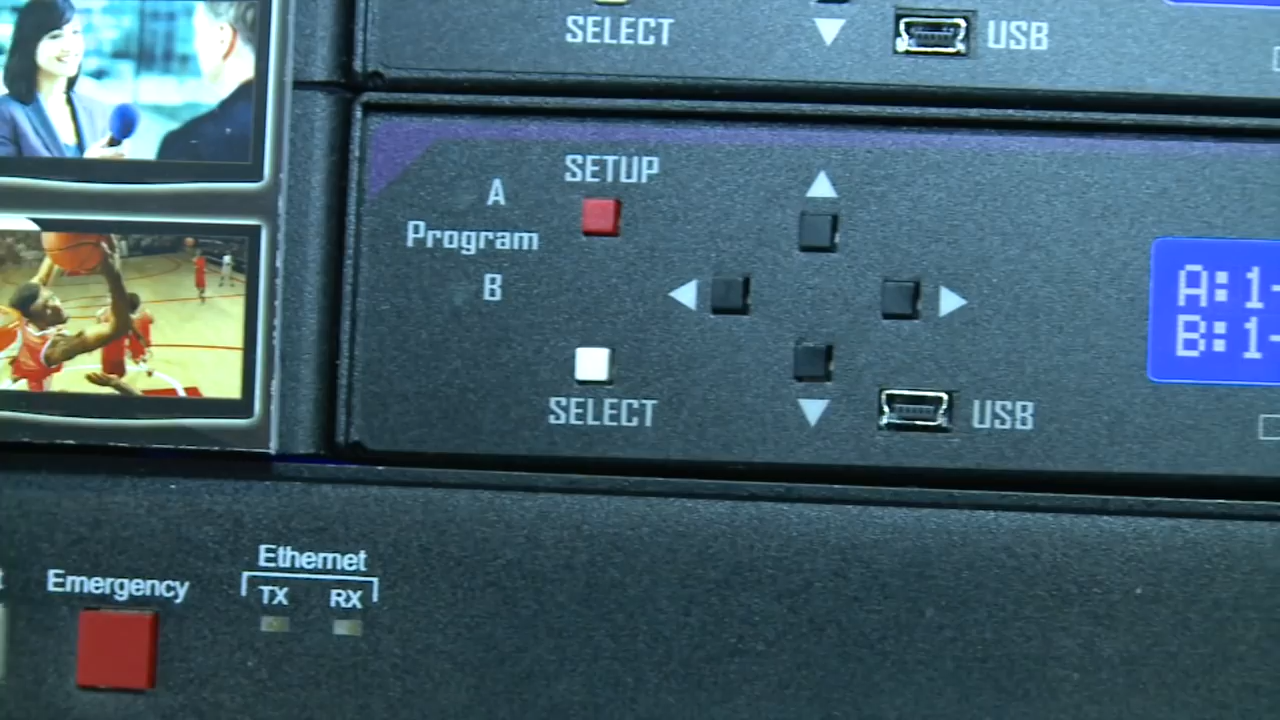 SELECT
USB
SETUP
A
Program
B
SELECT
USB
A:1-
B:1-
Ethernet
Emergency
TX RX